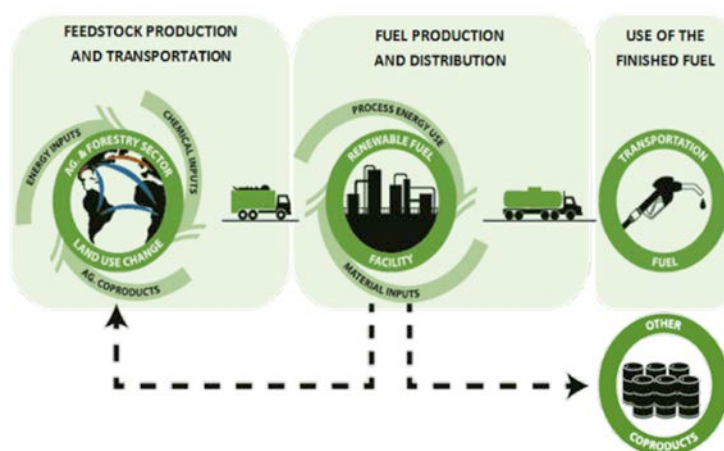 FEEDSTOCK PRODUCTION
AND TRANSPORTATION
ENERGY INPUTS
CHEMICAL INPUTS
AG. & FORESTRY SECTOR
LAND USE CHANGE
AG. COPRODUCTS
FUEL PRODUCTION
AND DISTRIBUTION
PROCESS ENERGY USE
RENEWABLE FUEL
FACILITY
MATERIAL INPUTS
USE OF THE
FINISHED FUEL
TRANSPORTATION
FUEL
OTHER
COPRODUCTS